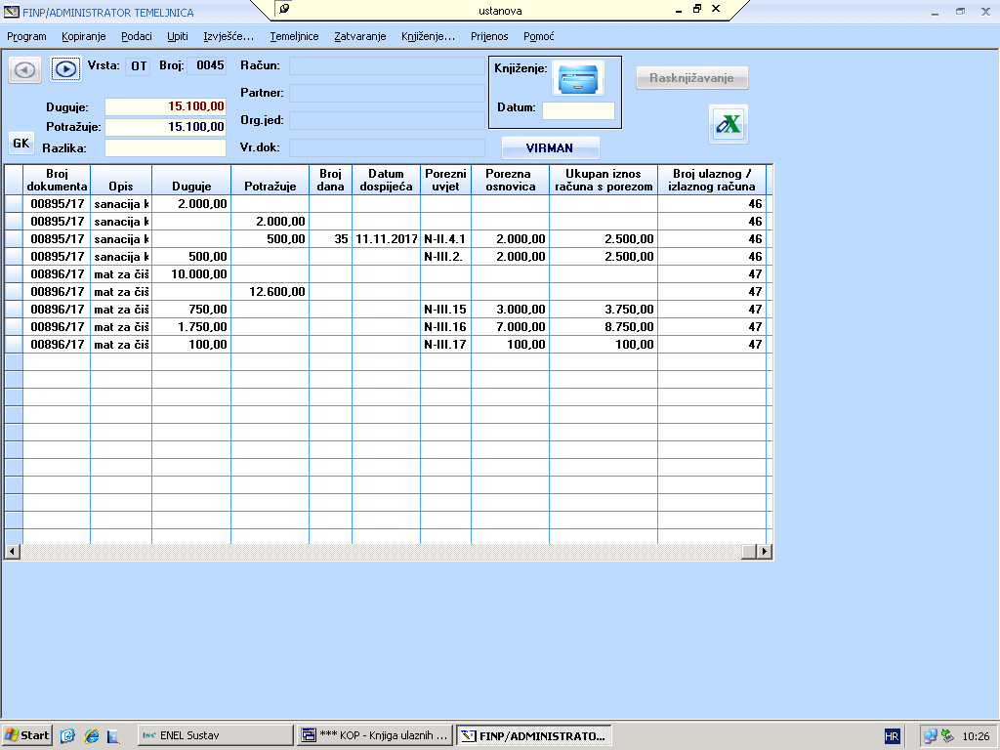 FINP/ADMINISTRATOR TEMELJNICA
ustanova
Program Kopiranje Podaci Upiti Izvješće... Temeljnice Zatvaranje Knjiženje... Prijenos Pomoć
Vrsta: OT Broj: 0045 Račun: Knjiženje: Rasknjižavanje
Partner:
Duguje: 15.100,00 Datum:
Potražuje: 15.100,00 Org.jed:
GK Razlika: Vr.dok: VIRMAN
Broj dokumenta Opis Duguje Potražuje Broj dana Datum dospijeća Porezni uvjet Porezna osnovica Ukupan iznos računa s porezom Broj ulaznog / izlaznog računa
00895/17 sanacija k 2.000,00 46
00895/17 sanacija k 2.000,00 46
00895/17 sanacija k 500,00 35 11.11.2017 N-II.4.1 2.000,00 2.500,00 46
00895/17 sanacija k 500,00 N-III.2. 2.000,00 2.500,00 46
00896/17 mat za čiš 10.000,00 47
00896/17 mat za čiš 12.600,00 47
00896/17 mat za čiš 750,00 N-III.15 3.000,00 3.750,00 47
00896/17 mat za čiš 1.750,00 N-III.16 7.000,00 8.750,00 47
00896/17 mat za čiš 100,00 N-III.17 100,00 100,00 47
Start ENEL Sustav *** KOP - Knjiga ulaznih ... FINP/ADMINISTRATO... HR 10:26